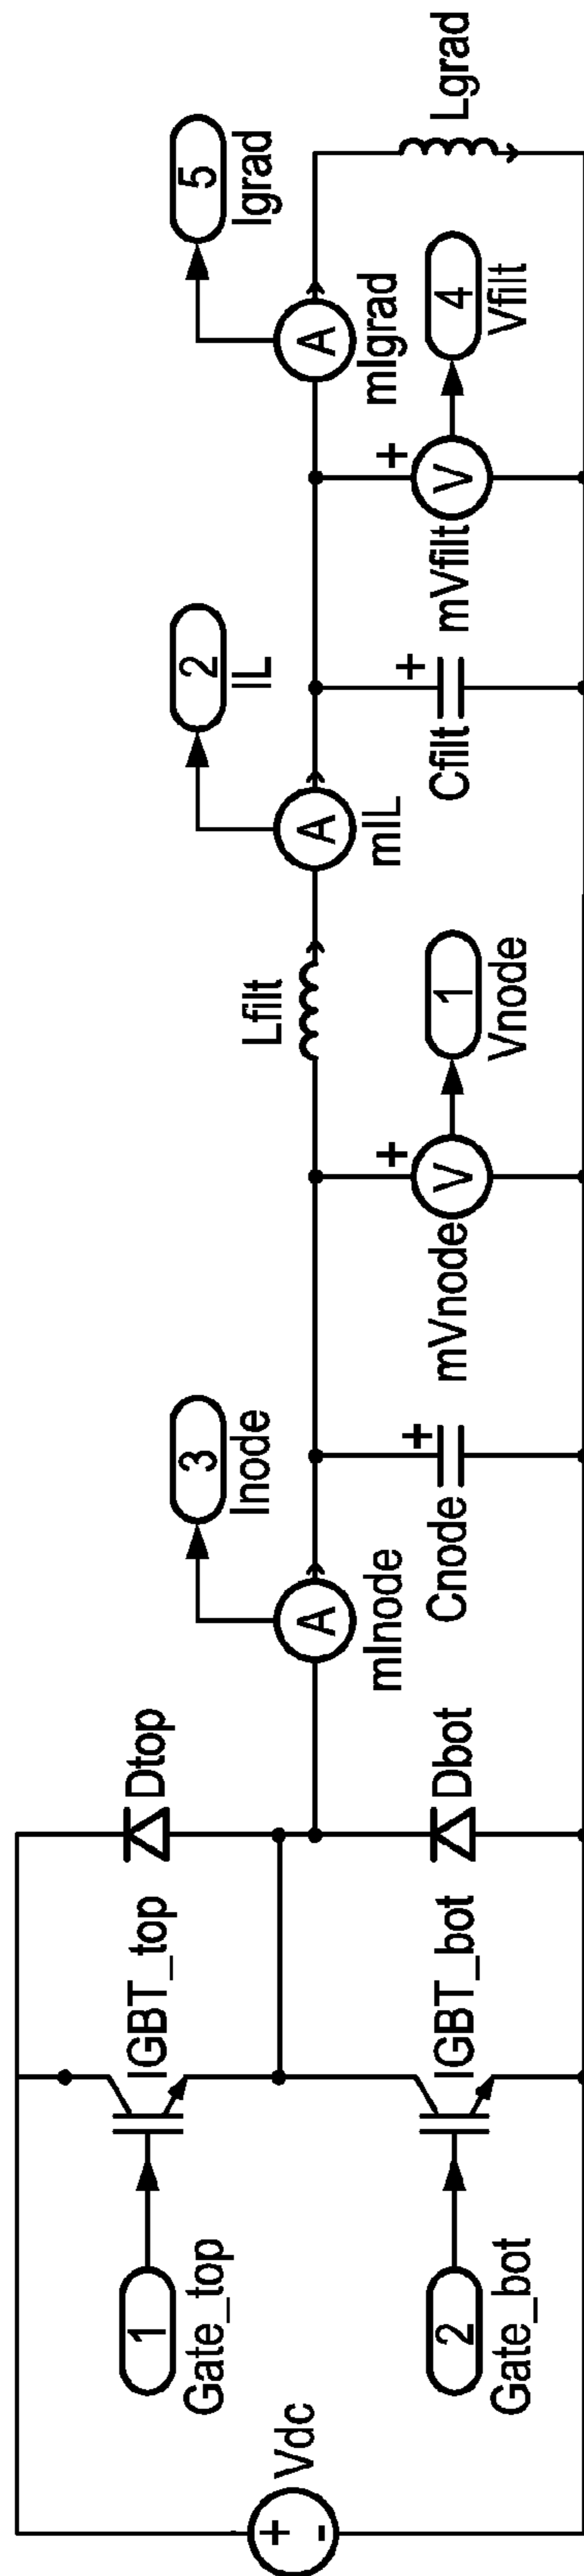 Vdc
+
-
1
Gate_top
2
Gate_bot
IGBT_top
IGBT_bot
Dtop
Dbot
A
mInode
3
Inode
Cnode
+
mVnode
+
V
1
Vnode
Lfilt
A
mIL
2
IL
Cfilt
+
mVfilt
+
V
4
Vfilt
A
mIgrad
5
Igrad
Lgrad